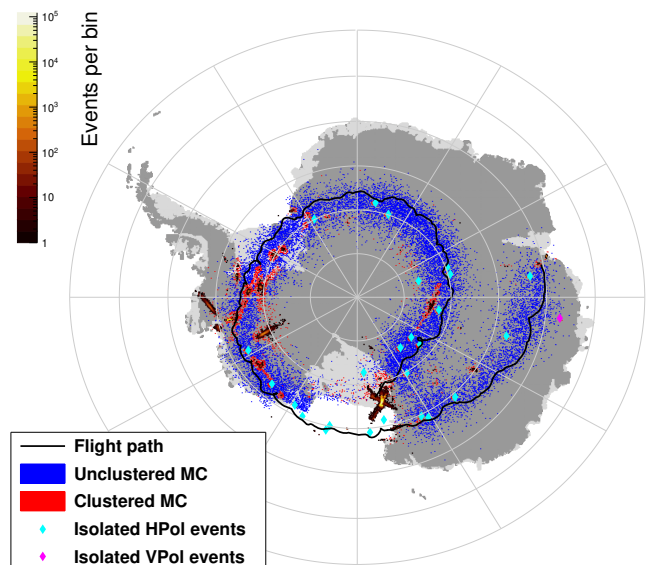 10^5
10^4
10^3
10^2
10
1
Events per bin
Flight path
Unclustered MC
Clustered MC
Isolated HPol events
Isolated VPol events